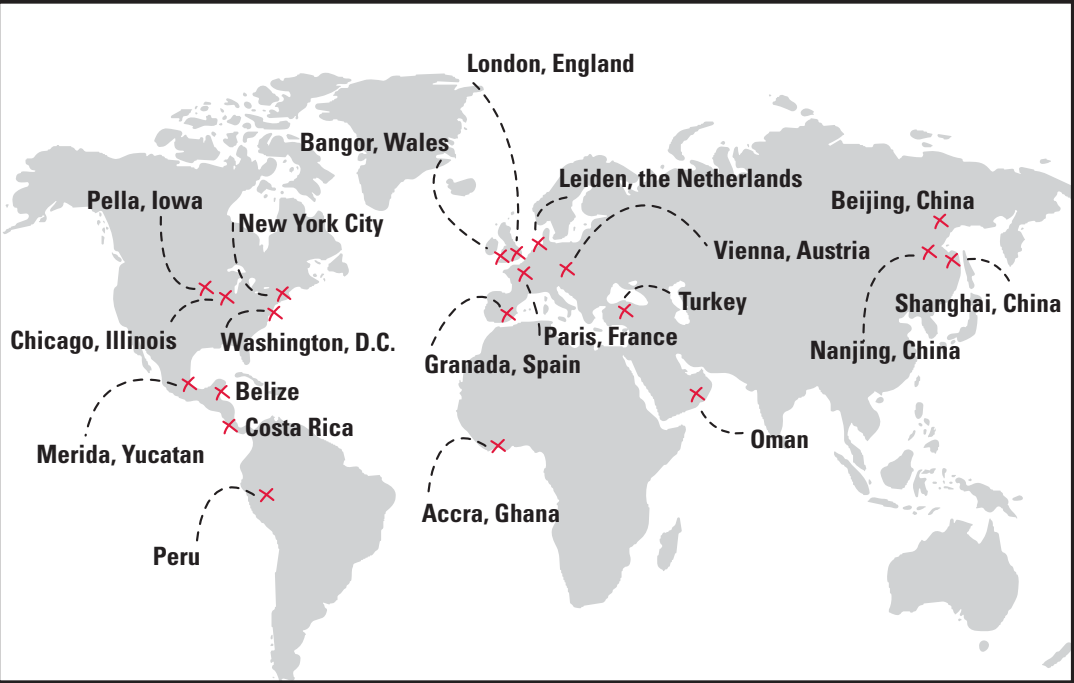 London, England
Bangor, Wales
Leiden, the Netherlands
Pella, Iowa
Beijing, China
New York City
Vienna, Austria
Turkey
Shanghai, China
Chicago, Illinois
Washington, D.C.
Paris, France
Nanjing, China
Granada, Spain
Belize
Costa Rica
Oman
Merida, Yucatan
Accra, Ghana
Peru